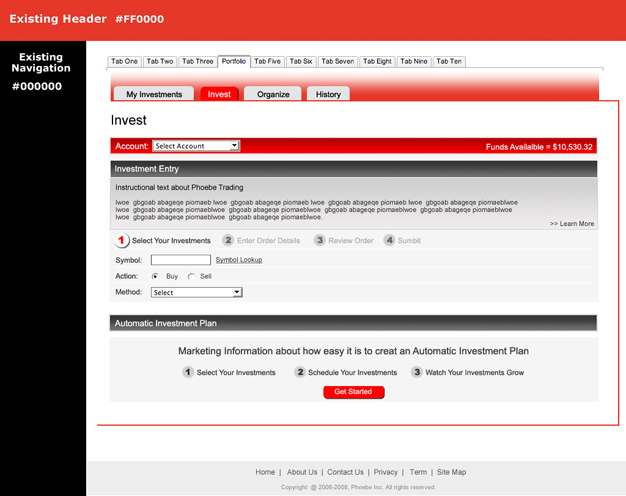 Existing Header #FF0000
Existing
Navigation
#000000
Tab One Tab Two Tab Three Portfolio Tab Five Tab Six Tab Seven Tab Eight Tab Nine Tab Ten
My Investments Invest Organize History
Invest
Account: Select Account Funds Availalble = $10,530.32
Investment Entry
Instructional text about Phoebe Trading
lwoe gbgoab abageqe piomaeb lwoe gbgoab abageqe piomaeb lwoe gbgoab abageqe piomaeb lwoe gbgoab abageqe piomaeblwoe
lwoe gbgoab abageqe piomaeblwoe gbgoab abageqe piomaeblwoe gbgoab abageqe piomaeblwoe gbgoab abageqe piomaeblwoe
lwoe gbgoab abageqe piomaeblwoe gbgoab abageqe piomaeblwoe.
>> Learn More
1 Select Your Investments 2 Enter Order Details 3 Review Order 4 Sumbit
Symbol: Symbol Lookup
Action: Buy Sell
Method: Select
Automatic Investment Plan
Marketing Information about how easy it is to creat an Automatic Investment Plan
1 Select Your Investments 2 Schedule Your Investments 3 Watch Your Investments Grow
Get Started
Home | About Us | Contact Us | Privacy | Term | Site Map
Copyright @ 2006-2008, Phoebe Inc. All rights reserved.